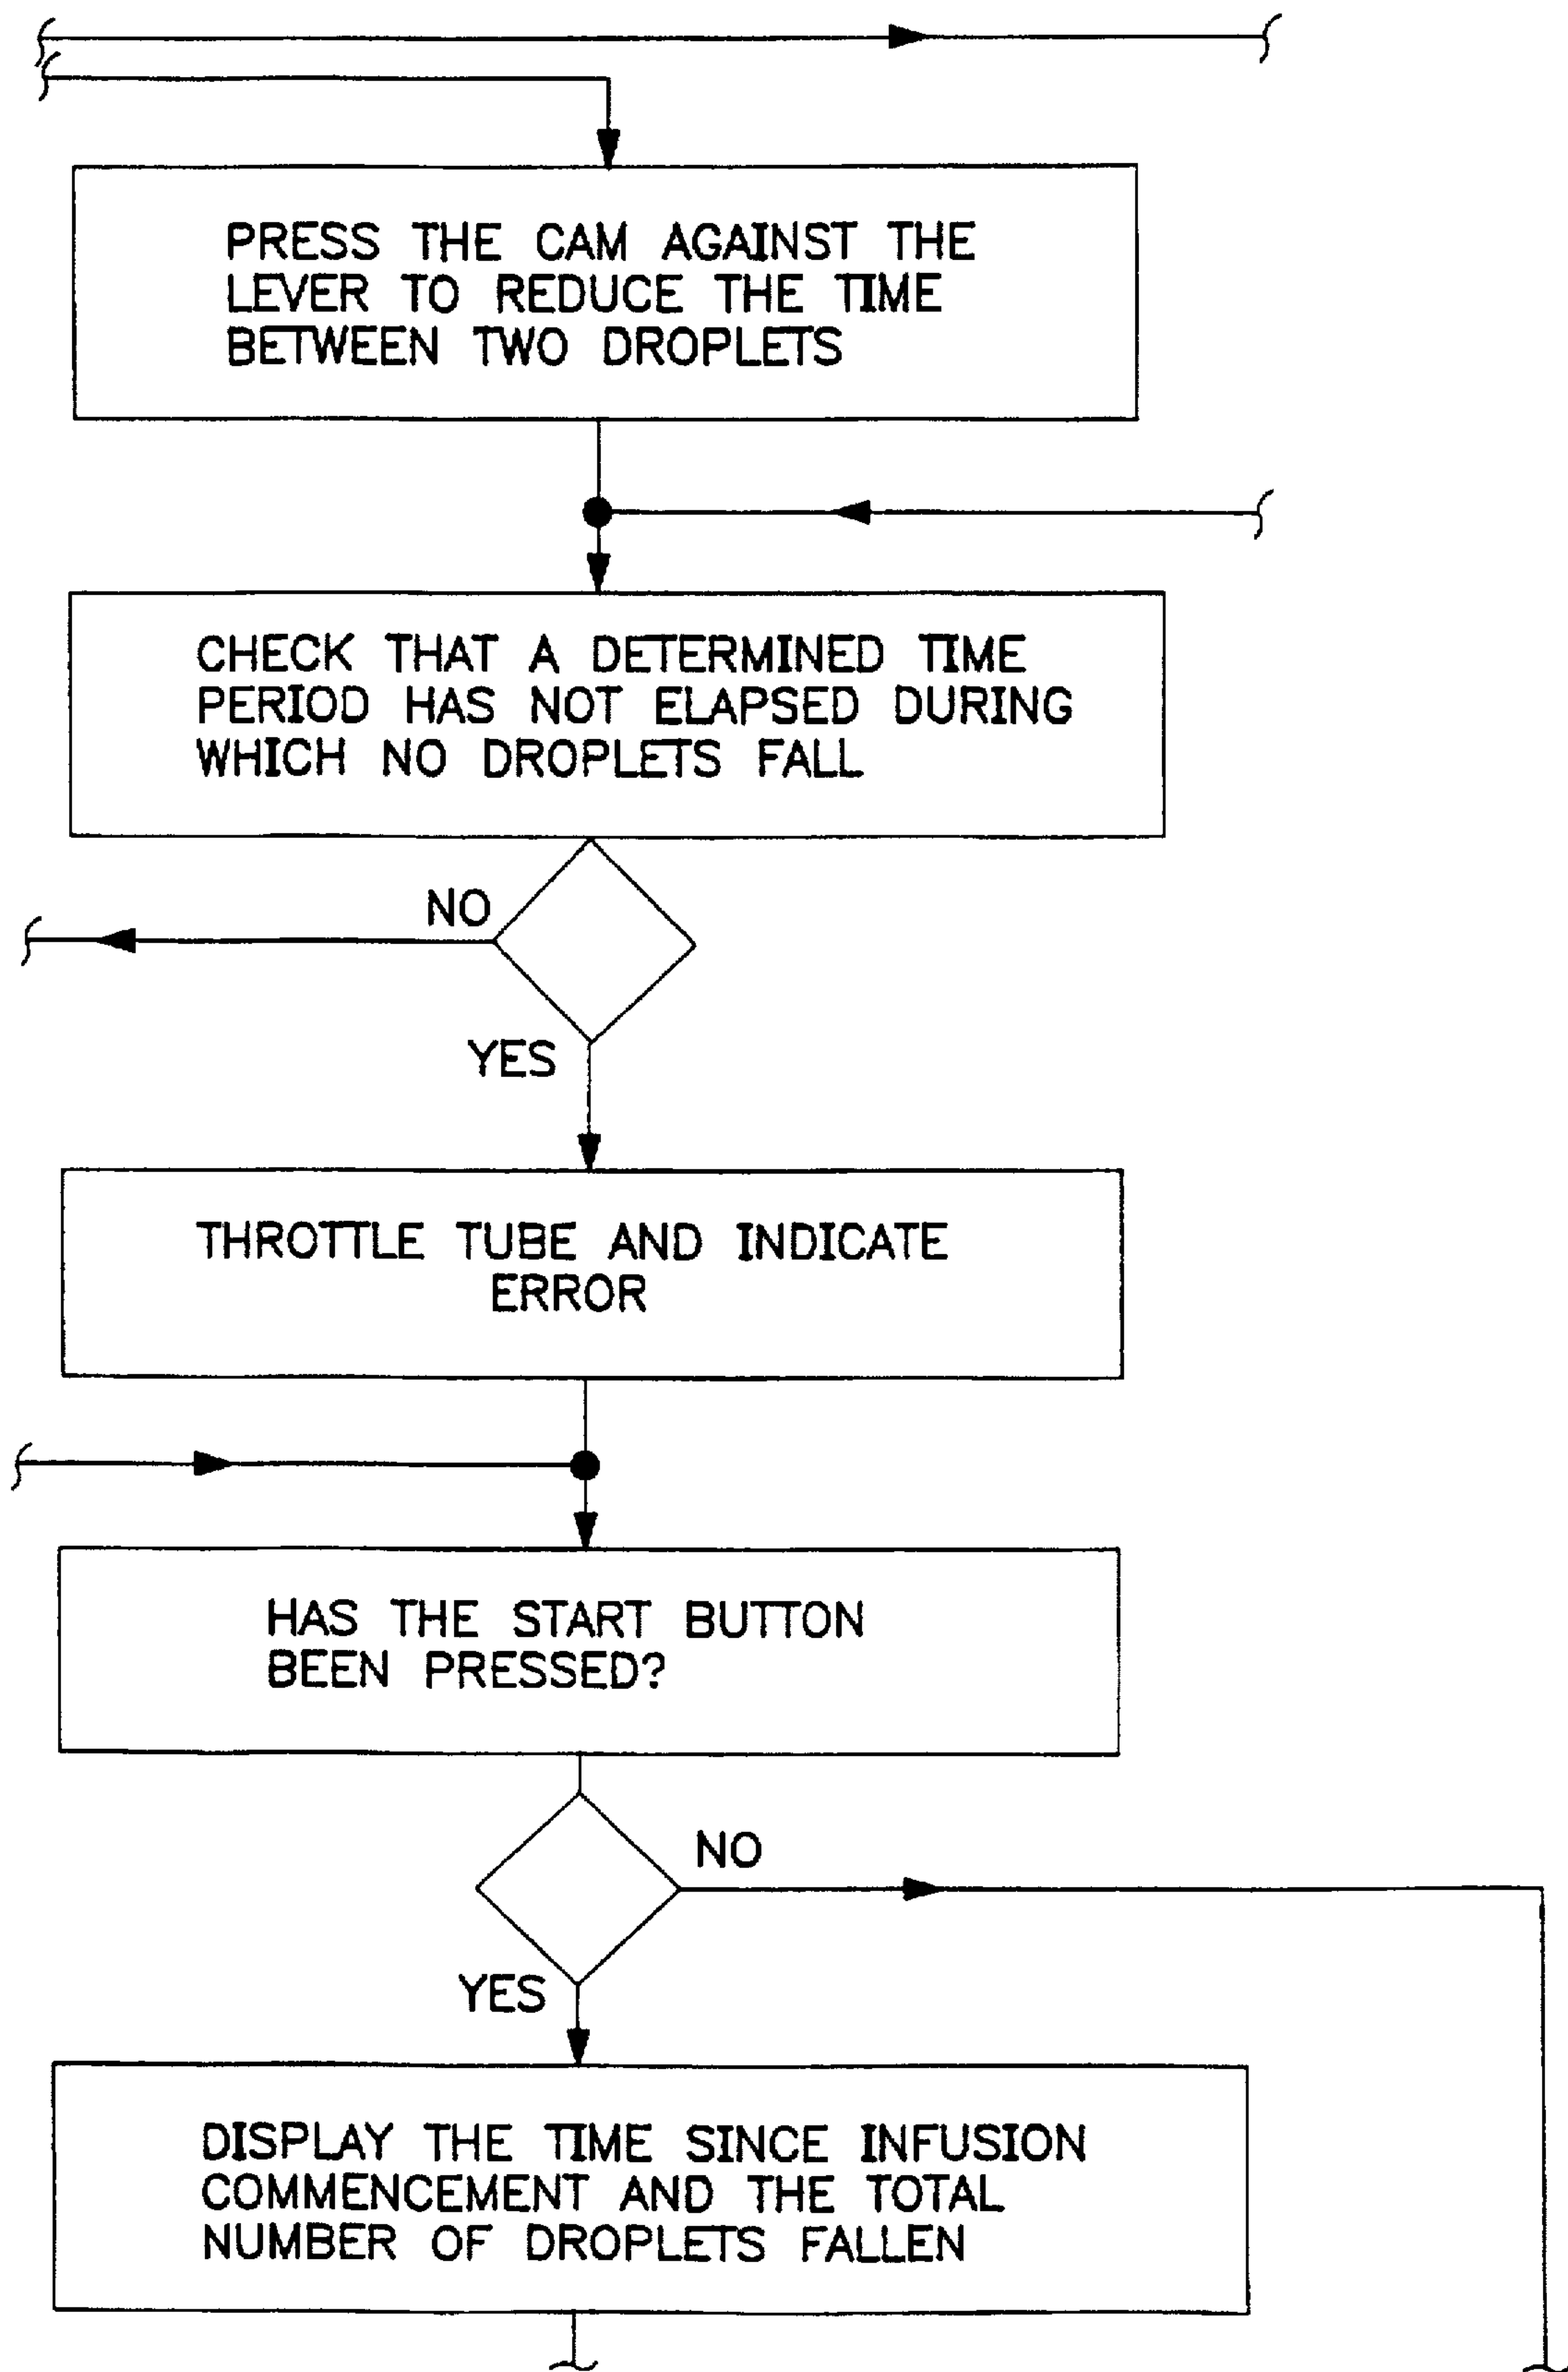 PRESS THE CAM AGAINST THE
LEVER TO REDUCE THE TIME
BETWEEN TWO DROPLETS
CHECK THAT A DETERMINED TIME
PERIOD HAS NOT ELAPSED DURING
WHICH NO DROPLETS FALL
NO
YES
THROTTLE TUBE AND INDICATE
ERROR
HAS THE START BUTTON
BEEN PRESSED?
NO
YES
DISPLAY THE TIME SINCE INFUSION
COMMENCEMENT AND THE TOTAL
NUMBER OF DROPLETS FALLEN